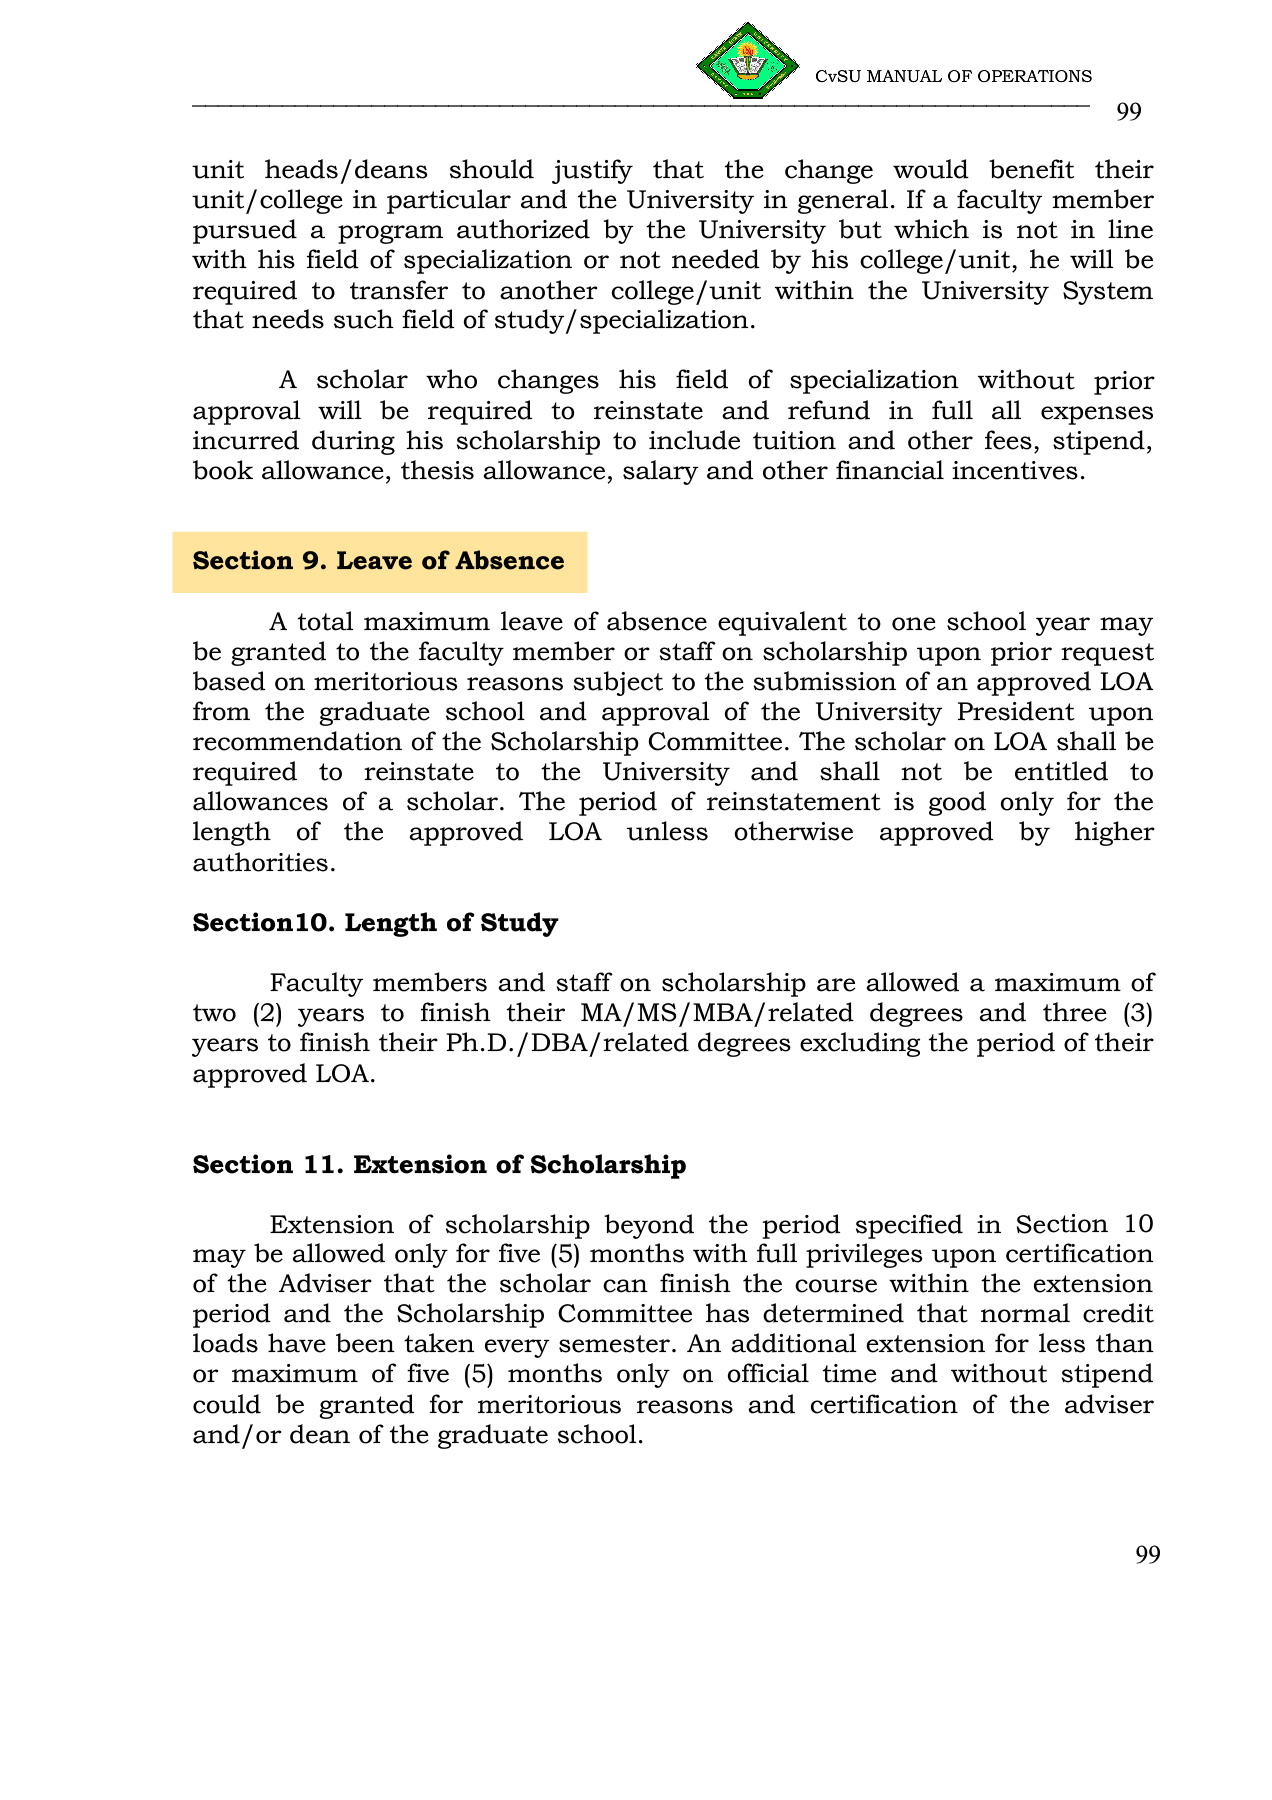 CvSU MANUAL OF OPERATIONS
99
unit heads/deans should justify that the change would benefit their
unit/college in particular and the University in general. If a faculty member
pursued a program authorized by the University but which is not in line
with his field of specialization or not needed by his college/unit, he will be
required to transfer to another college/unit within the University System
that needs such field of study/specialization.
A scholar who changes his field of specialization without prior
approval will be required to reinstate and refund in full all expenses
incurred during his scholarship to include tuition and other fees, stipend,
book allowance, thesis allowance, salary and other financial incentives.
Section 9. Leave of Absence
A total maximum leave of absence equivalent to one school year may
be granted to the faculty member or staff on scholarship upon prior request
based on meritorious reasons subject to the submission of an approved LOA
from the graduate school and approval of the University President upon
recommendation of the Scholarship Committee. The scholar on LOA shall be
required to reinstate to the University and shall not be entitled to
allowances of a scholar. The period of reinstatement is good only for the
length of the approved LOA unless otherwise approved by higher
authorities.
Section10. Length of Study
Faculty members and staff on scholarship are allowed a maximum of
two (2) years to finish their MA/MS/MBA/related degrees and three (3)
years to finish their Ph.D./DBA/related degrees excluding the period of their
approved LOA.
Section 11. Extension of Scholarship
Extension of scholarship beyond the period specified in Section 10
may be allowed only for five (5) months with full privileges upon certification
of the Adviser that the scholar can finish the course within the extension
period and the Scholarship Committee has determined that normal credit
loads have been taken every semester. An additional extension for less than
or maximum of five (5) months only on official time and without stipend
could be granted for meritorious reasons and certification of the adviser
and/or dean of the graduate school.
99